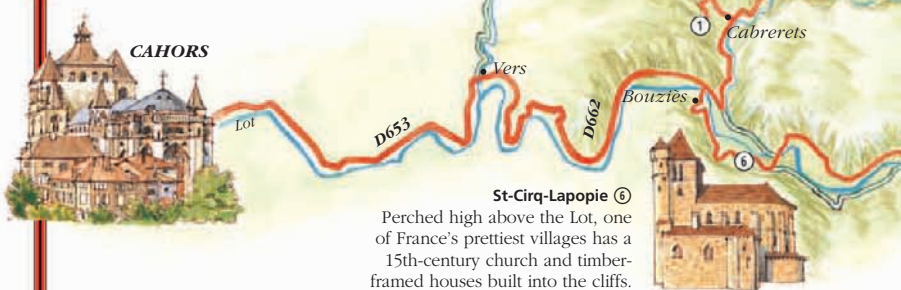 CAHORS
Lot
D653
Vers
D662
Bouziès
1
Cabrerets
6
St-Cirq-Lapopie ⑥
Perched high above the Lot, one
of France's prettiest villages has a
15th-century church and timber-
framed houses built into the cliffs.